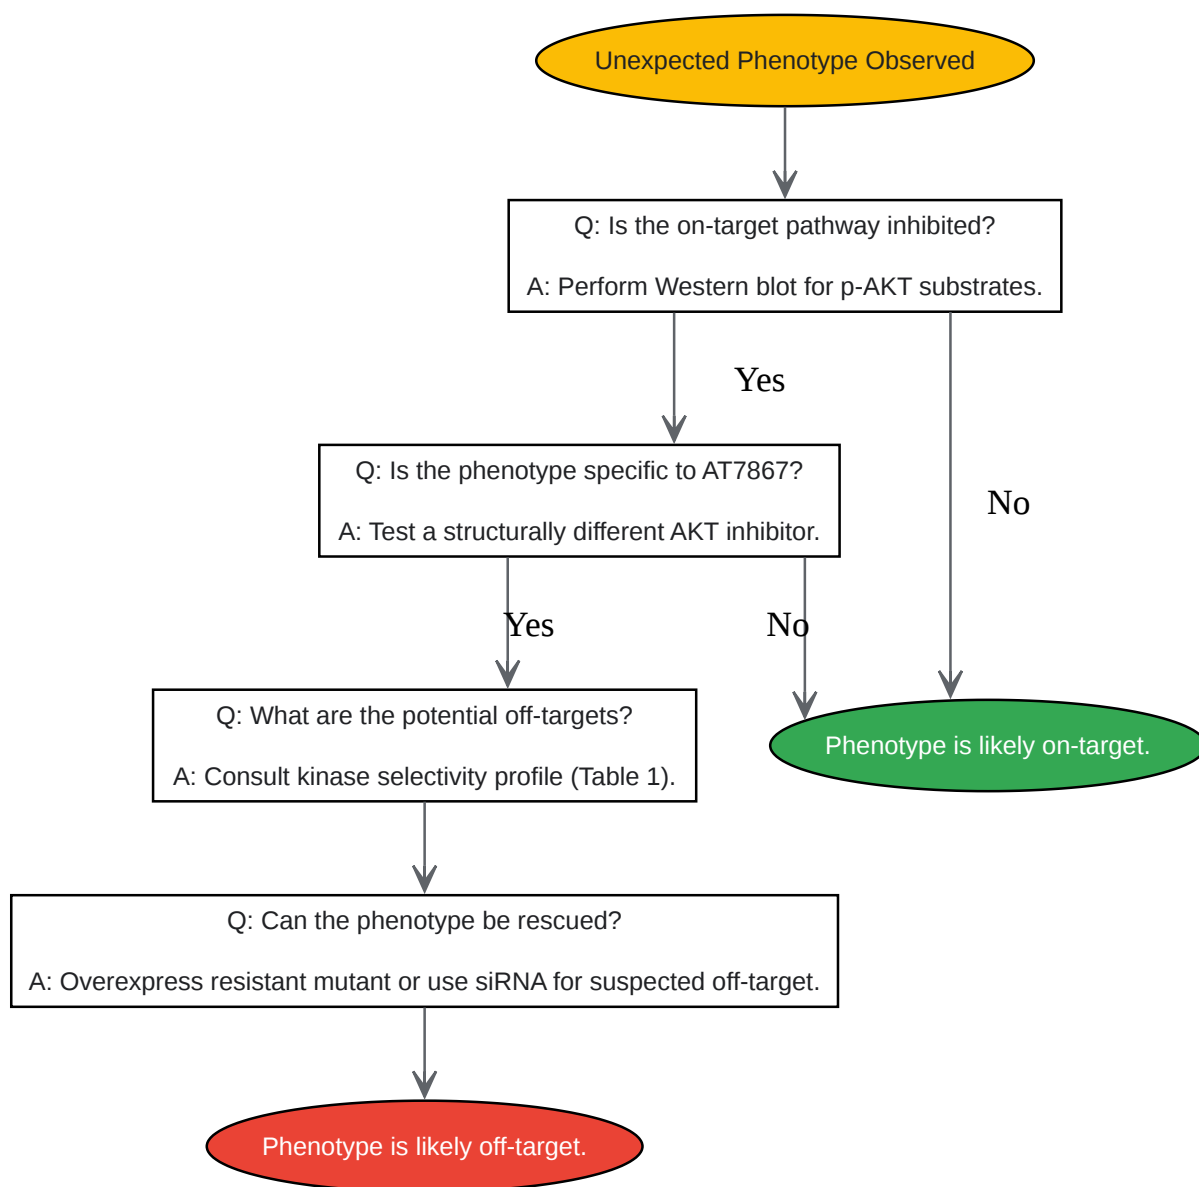 Unexpected Phenotype Observed
Q: Is the on-target pathway inhibited?
A: Perform Western blot for p-AKT substrates.
Yes
No
Q: Is the phenotype specific to AT7867?
A: Test a structurally different AKT inhibitor.
Yes
No
Q: What are the potential off-targets?
A: Consult kinase selectivity profile (Table 1).
Phenotype is likely on-target.
Q: Can the phenotype be rescued?
A: Overexpress resistant mutant or use siRNA for suspected off-target.
Phenotype is likely off-target.